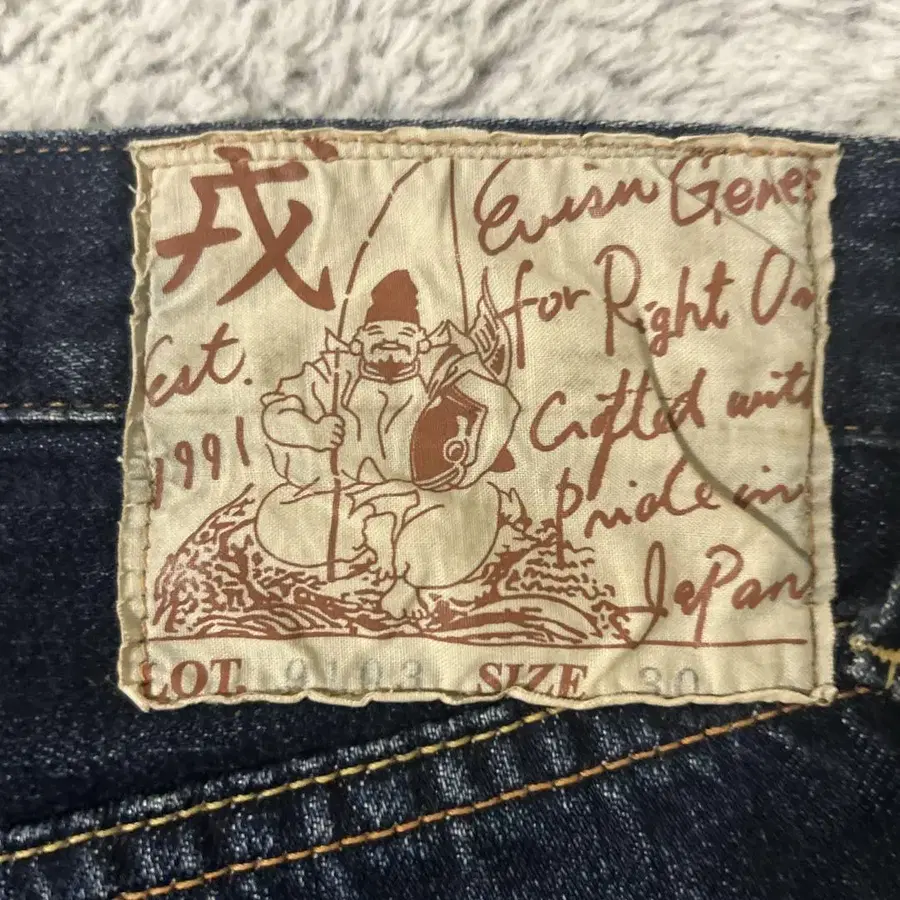 戎
Evisu Genes
for Right On
Est.
1991
Crafted with
pride in
Japan
LOT. 9103 SIZE 30